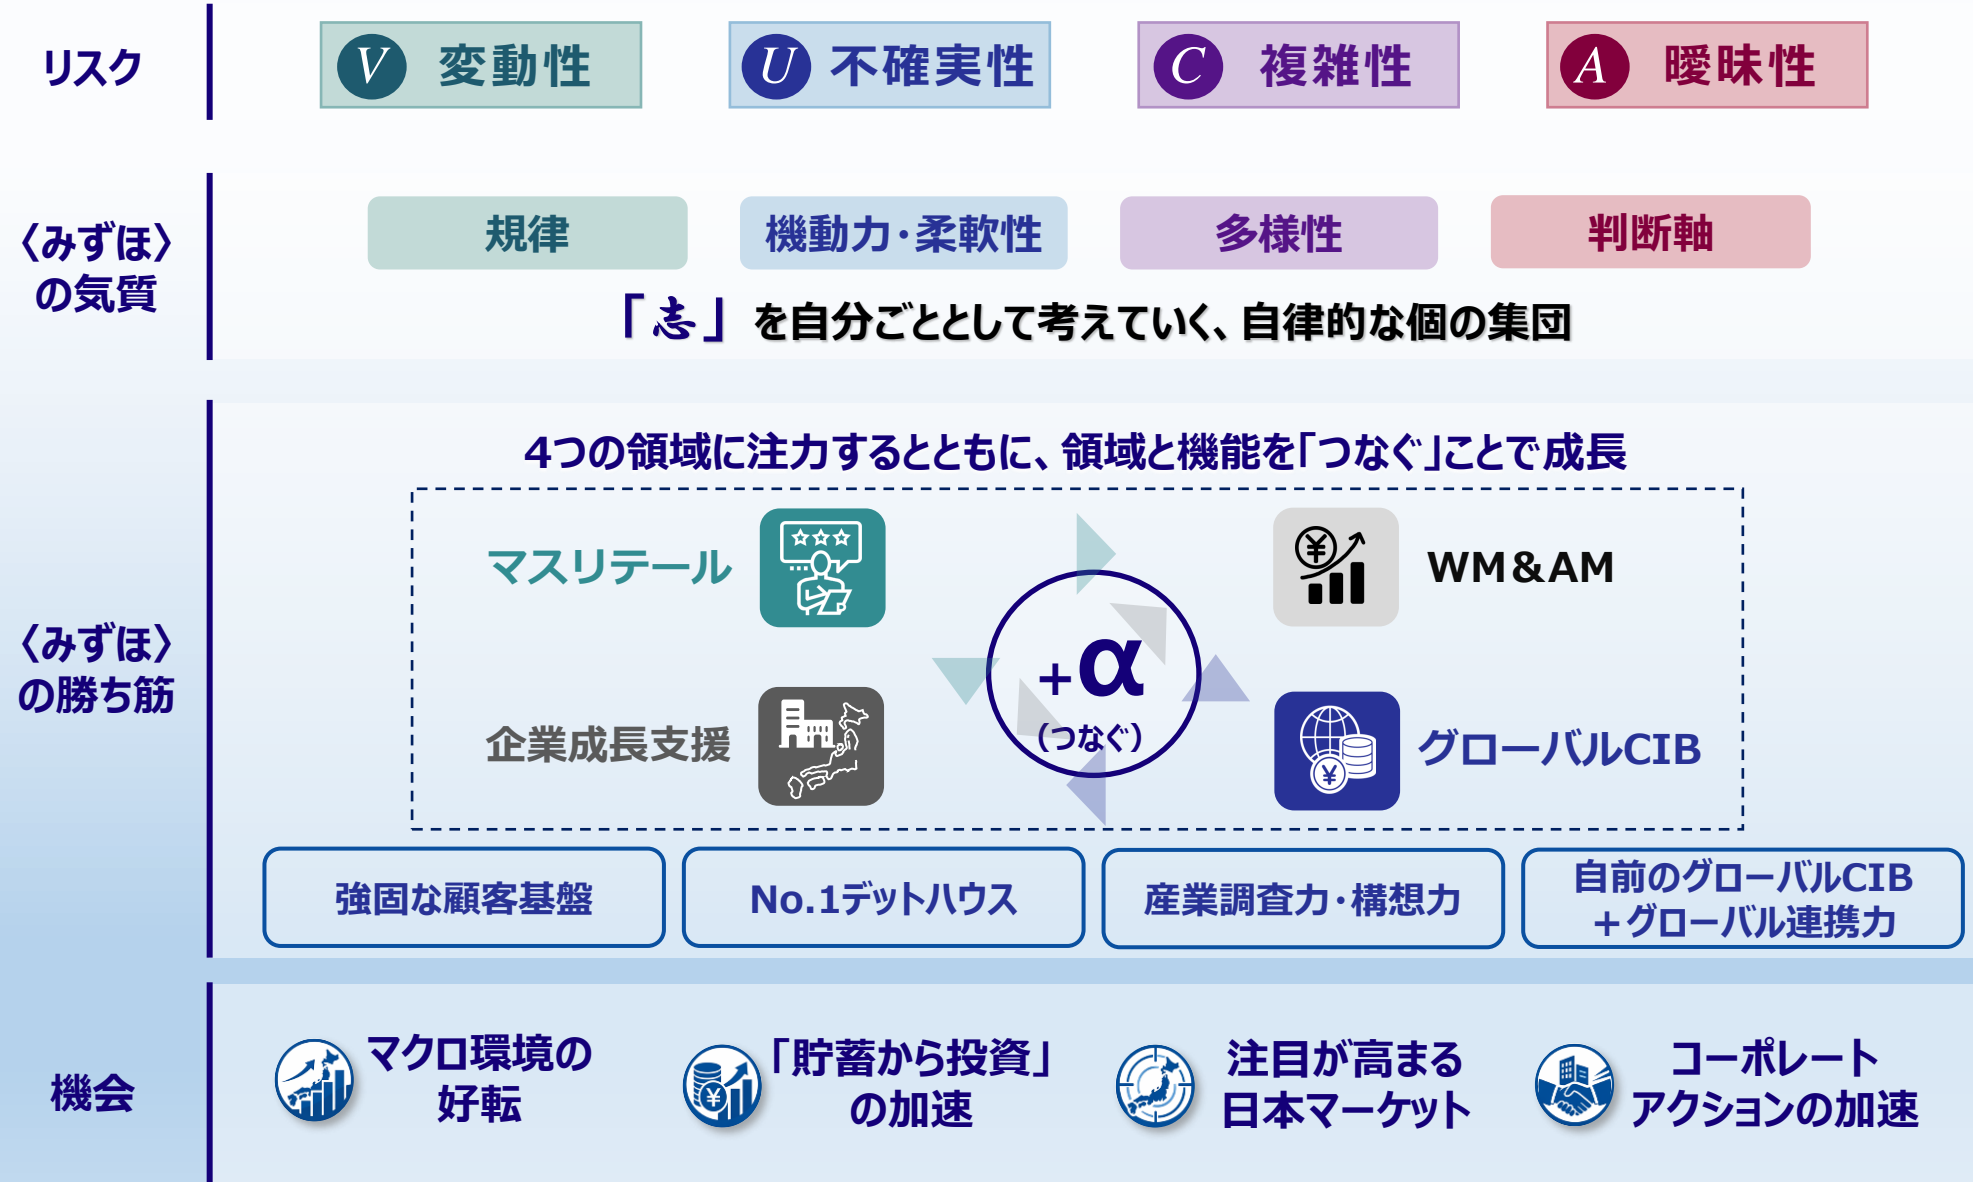 リスク
V 変動性
U 不確実性
C 複雑性
A 曖昧性
〈みずほ〉
の気質
規律
機動力・柔軟性
多様性
判断軸
「志」を自分ごととして考えていく、自律的な個の集団
〈みずほ〉
の勝ち筋
4つの領域に注力するとともに、領域と機能を「つなぐ」ことで成長
マスリテール
WM&AM
+α
(つなぐ)
企業成長支援
グローバルCIB
強固な顧客基盤
No.1デットハウス
産業調査力・構想力
自前のグローバルCIB
+グローバル連携力
機会
マクロ環境の
好転
「貯蓄から投資」
の加速
注目が高まる
日本マーケット
コーポレート
アクションの加速